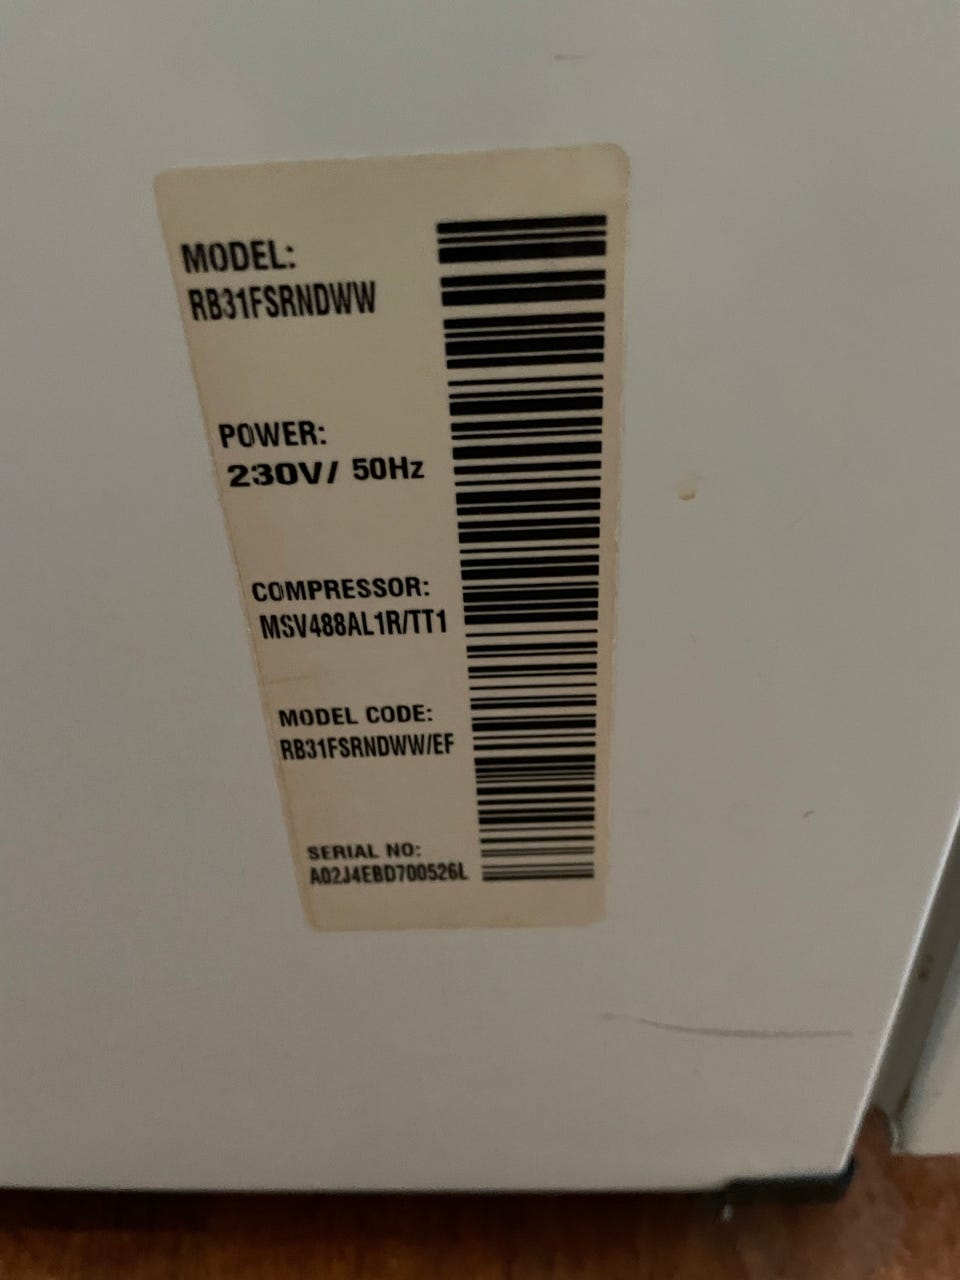 MODEL:
RB31FSRNDWW
POWER:
230V/ 50Hz
COMPRESSOR:
MSV488AL1R/TT1
MODEL CODE:
RB31FSRNDWW/EF
SERIAL NO:
A02J4EBD700526L